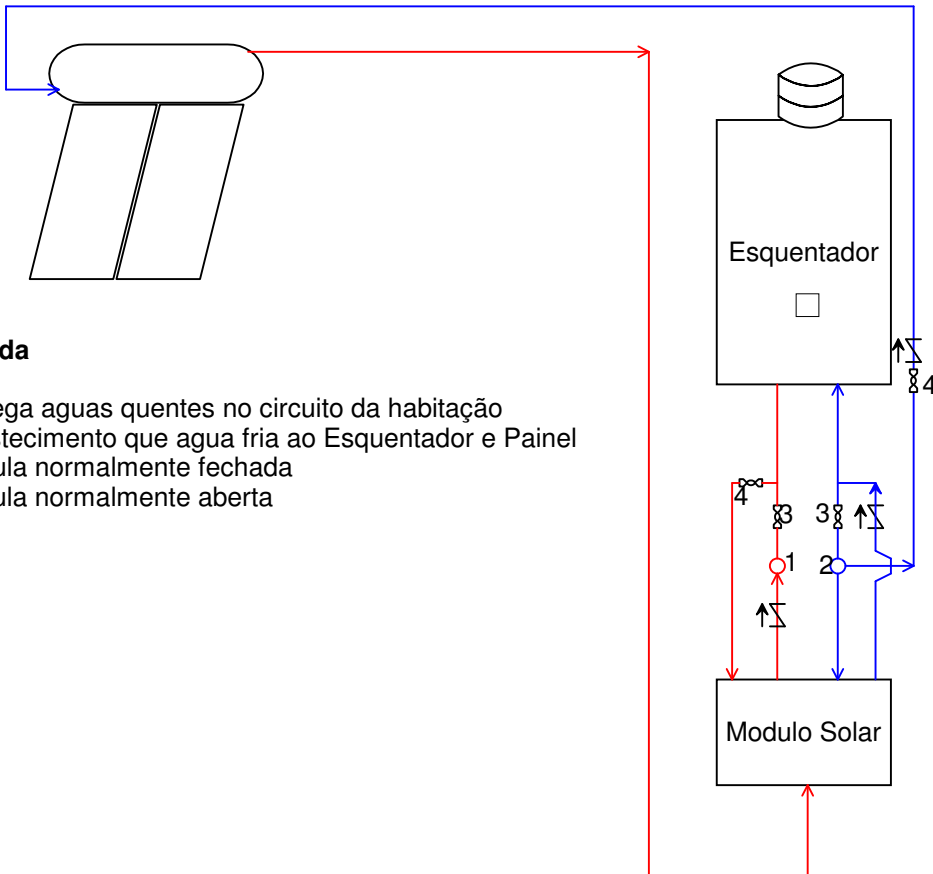 Esquentador
da
ega aguas quentes no circuito da habitação
stecimento que agua fria ao Esquentador e Painel
ula normalmente fechada
ula normalmente aberta
4
4
3
3
1
2
Modulo Solar